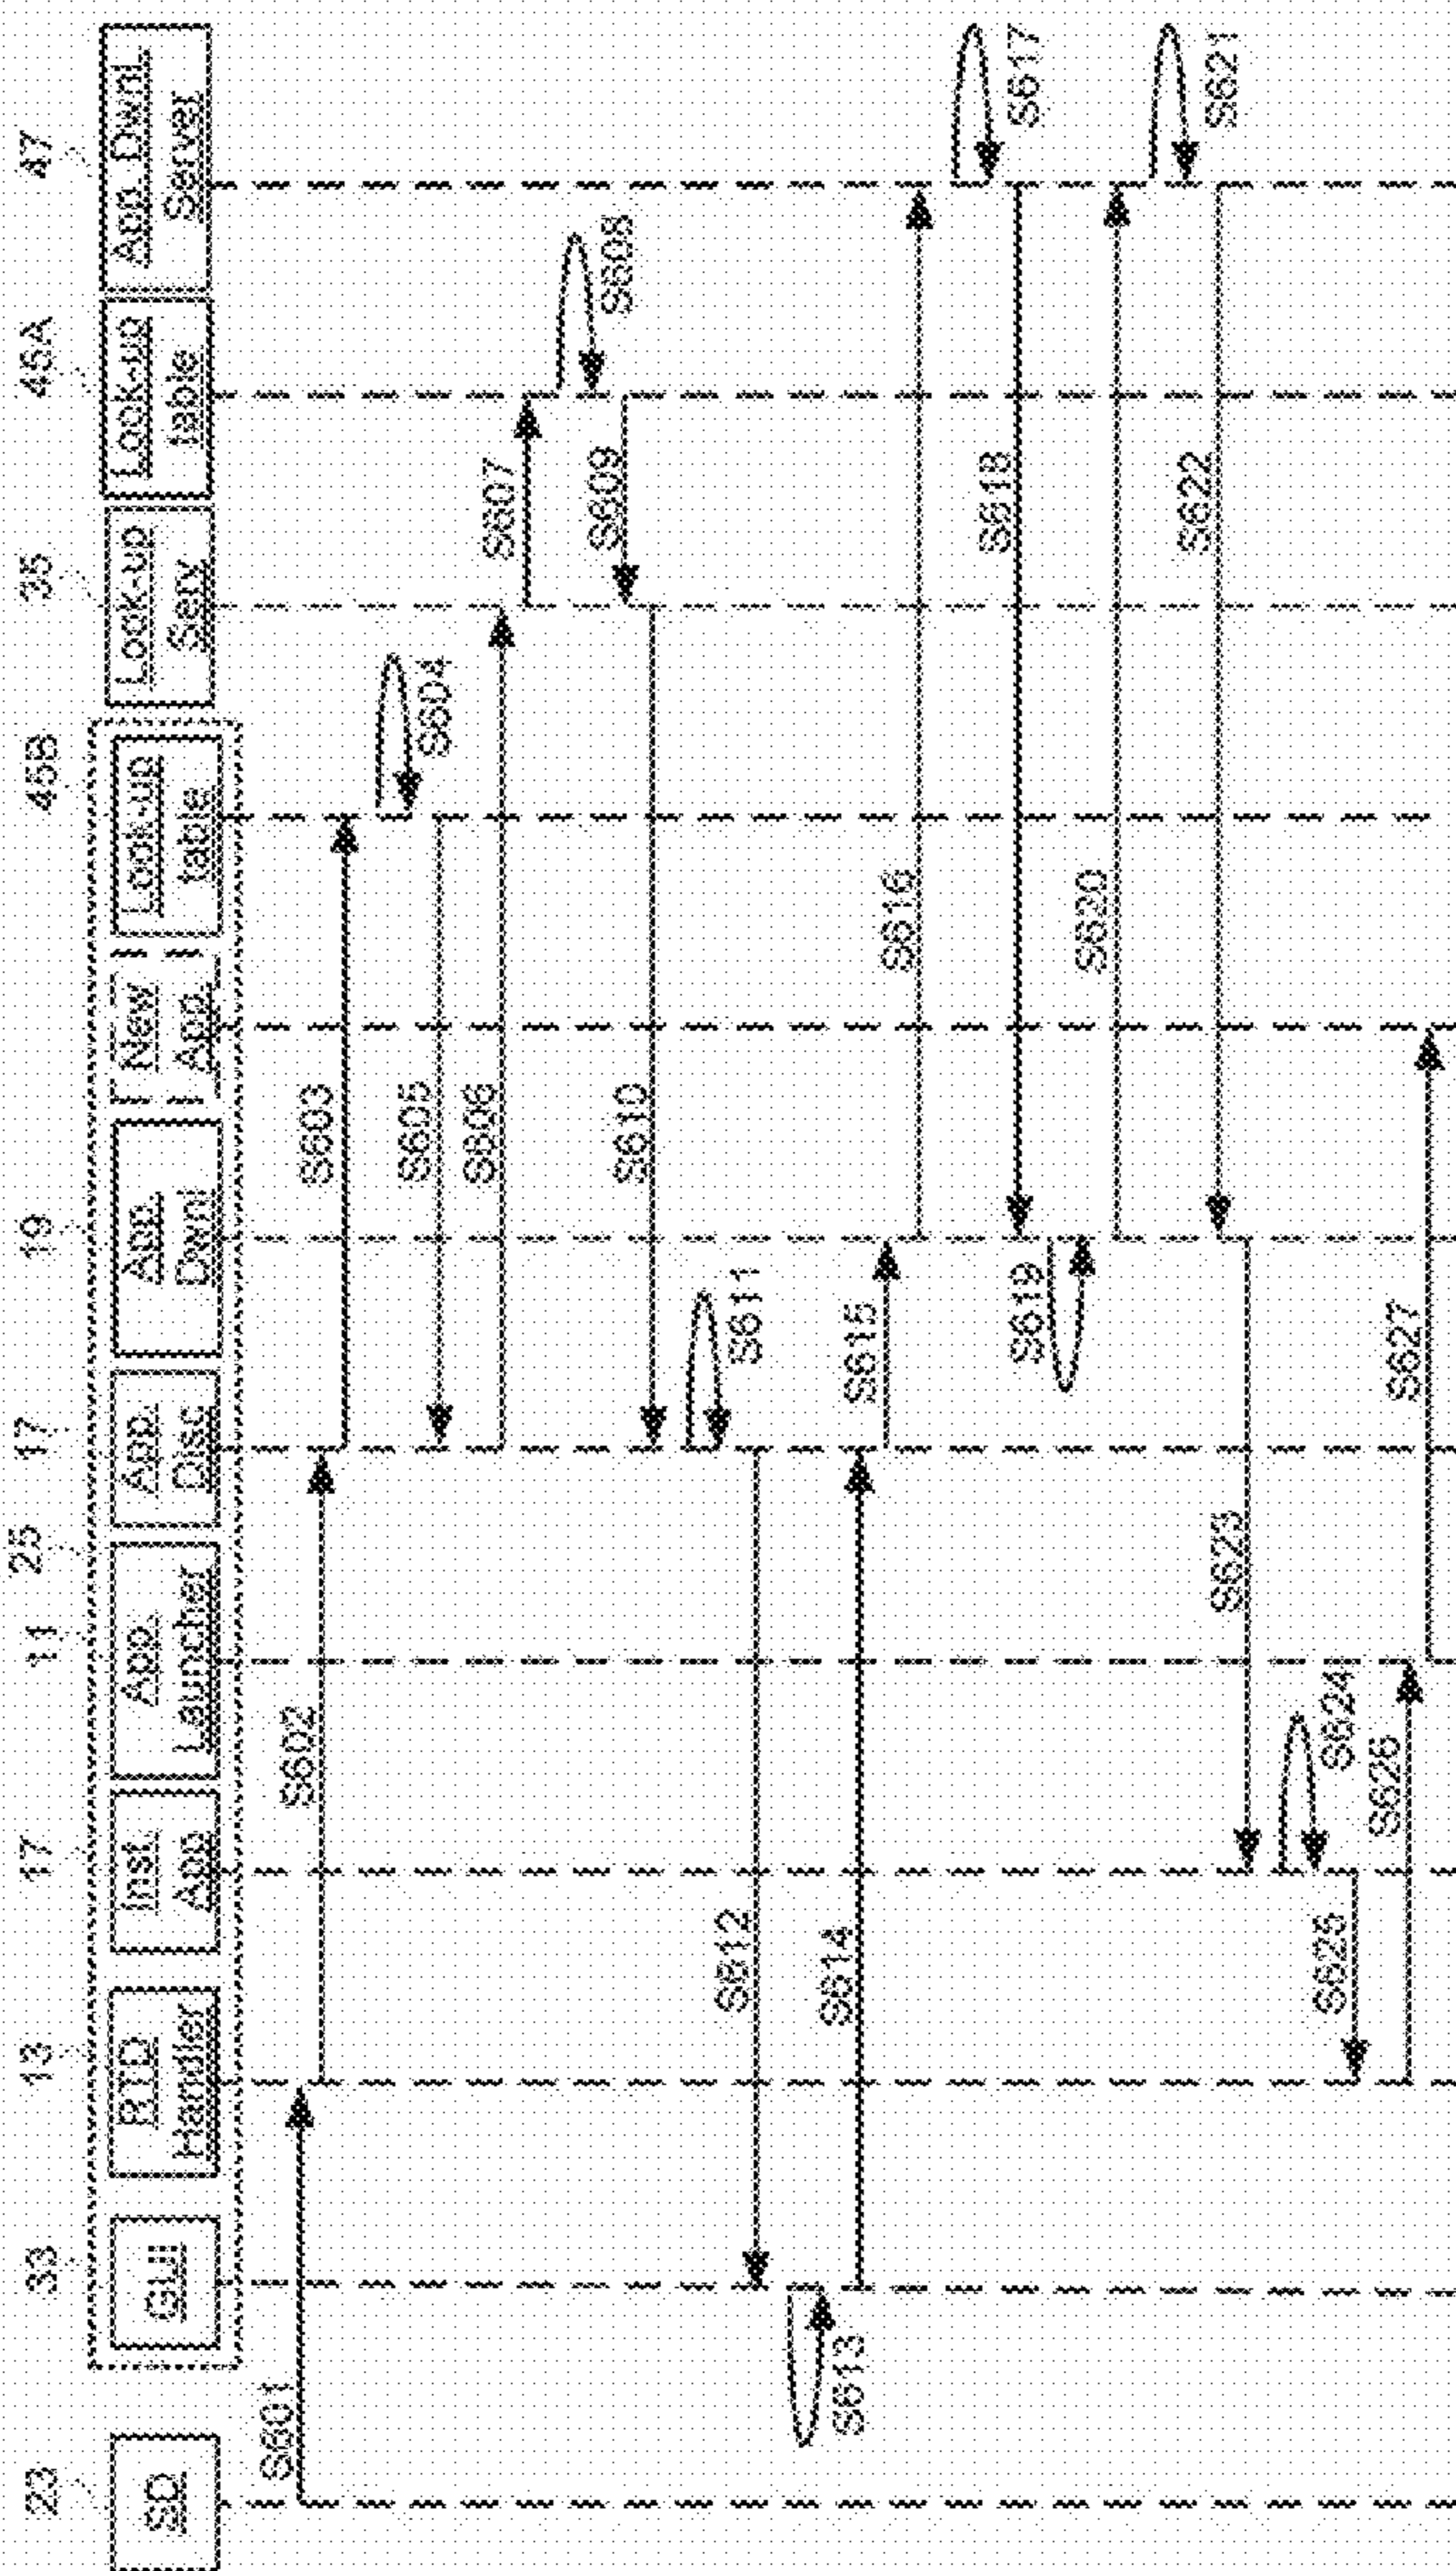 23
33
13
17
11
25
17
19
45B
35
45A
47
SO
GUI
RTD
Handler
Inst.
App
App.
Launcher
App.
Disc
App.
Dwnl
New
App.
Look-up
table
Look-up
Serv
Look-up
table
App. Dwnl.
Server
S601
S602
S603
S604
S605
S606
S607
S608
S609
S610
S611
S612
S613
S614
S615
S616
S617
S618
S619
S620
S621
S622
S623
S624
S625
S626
S627